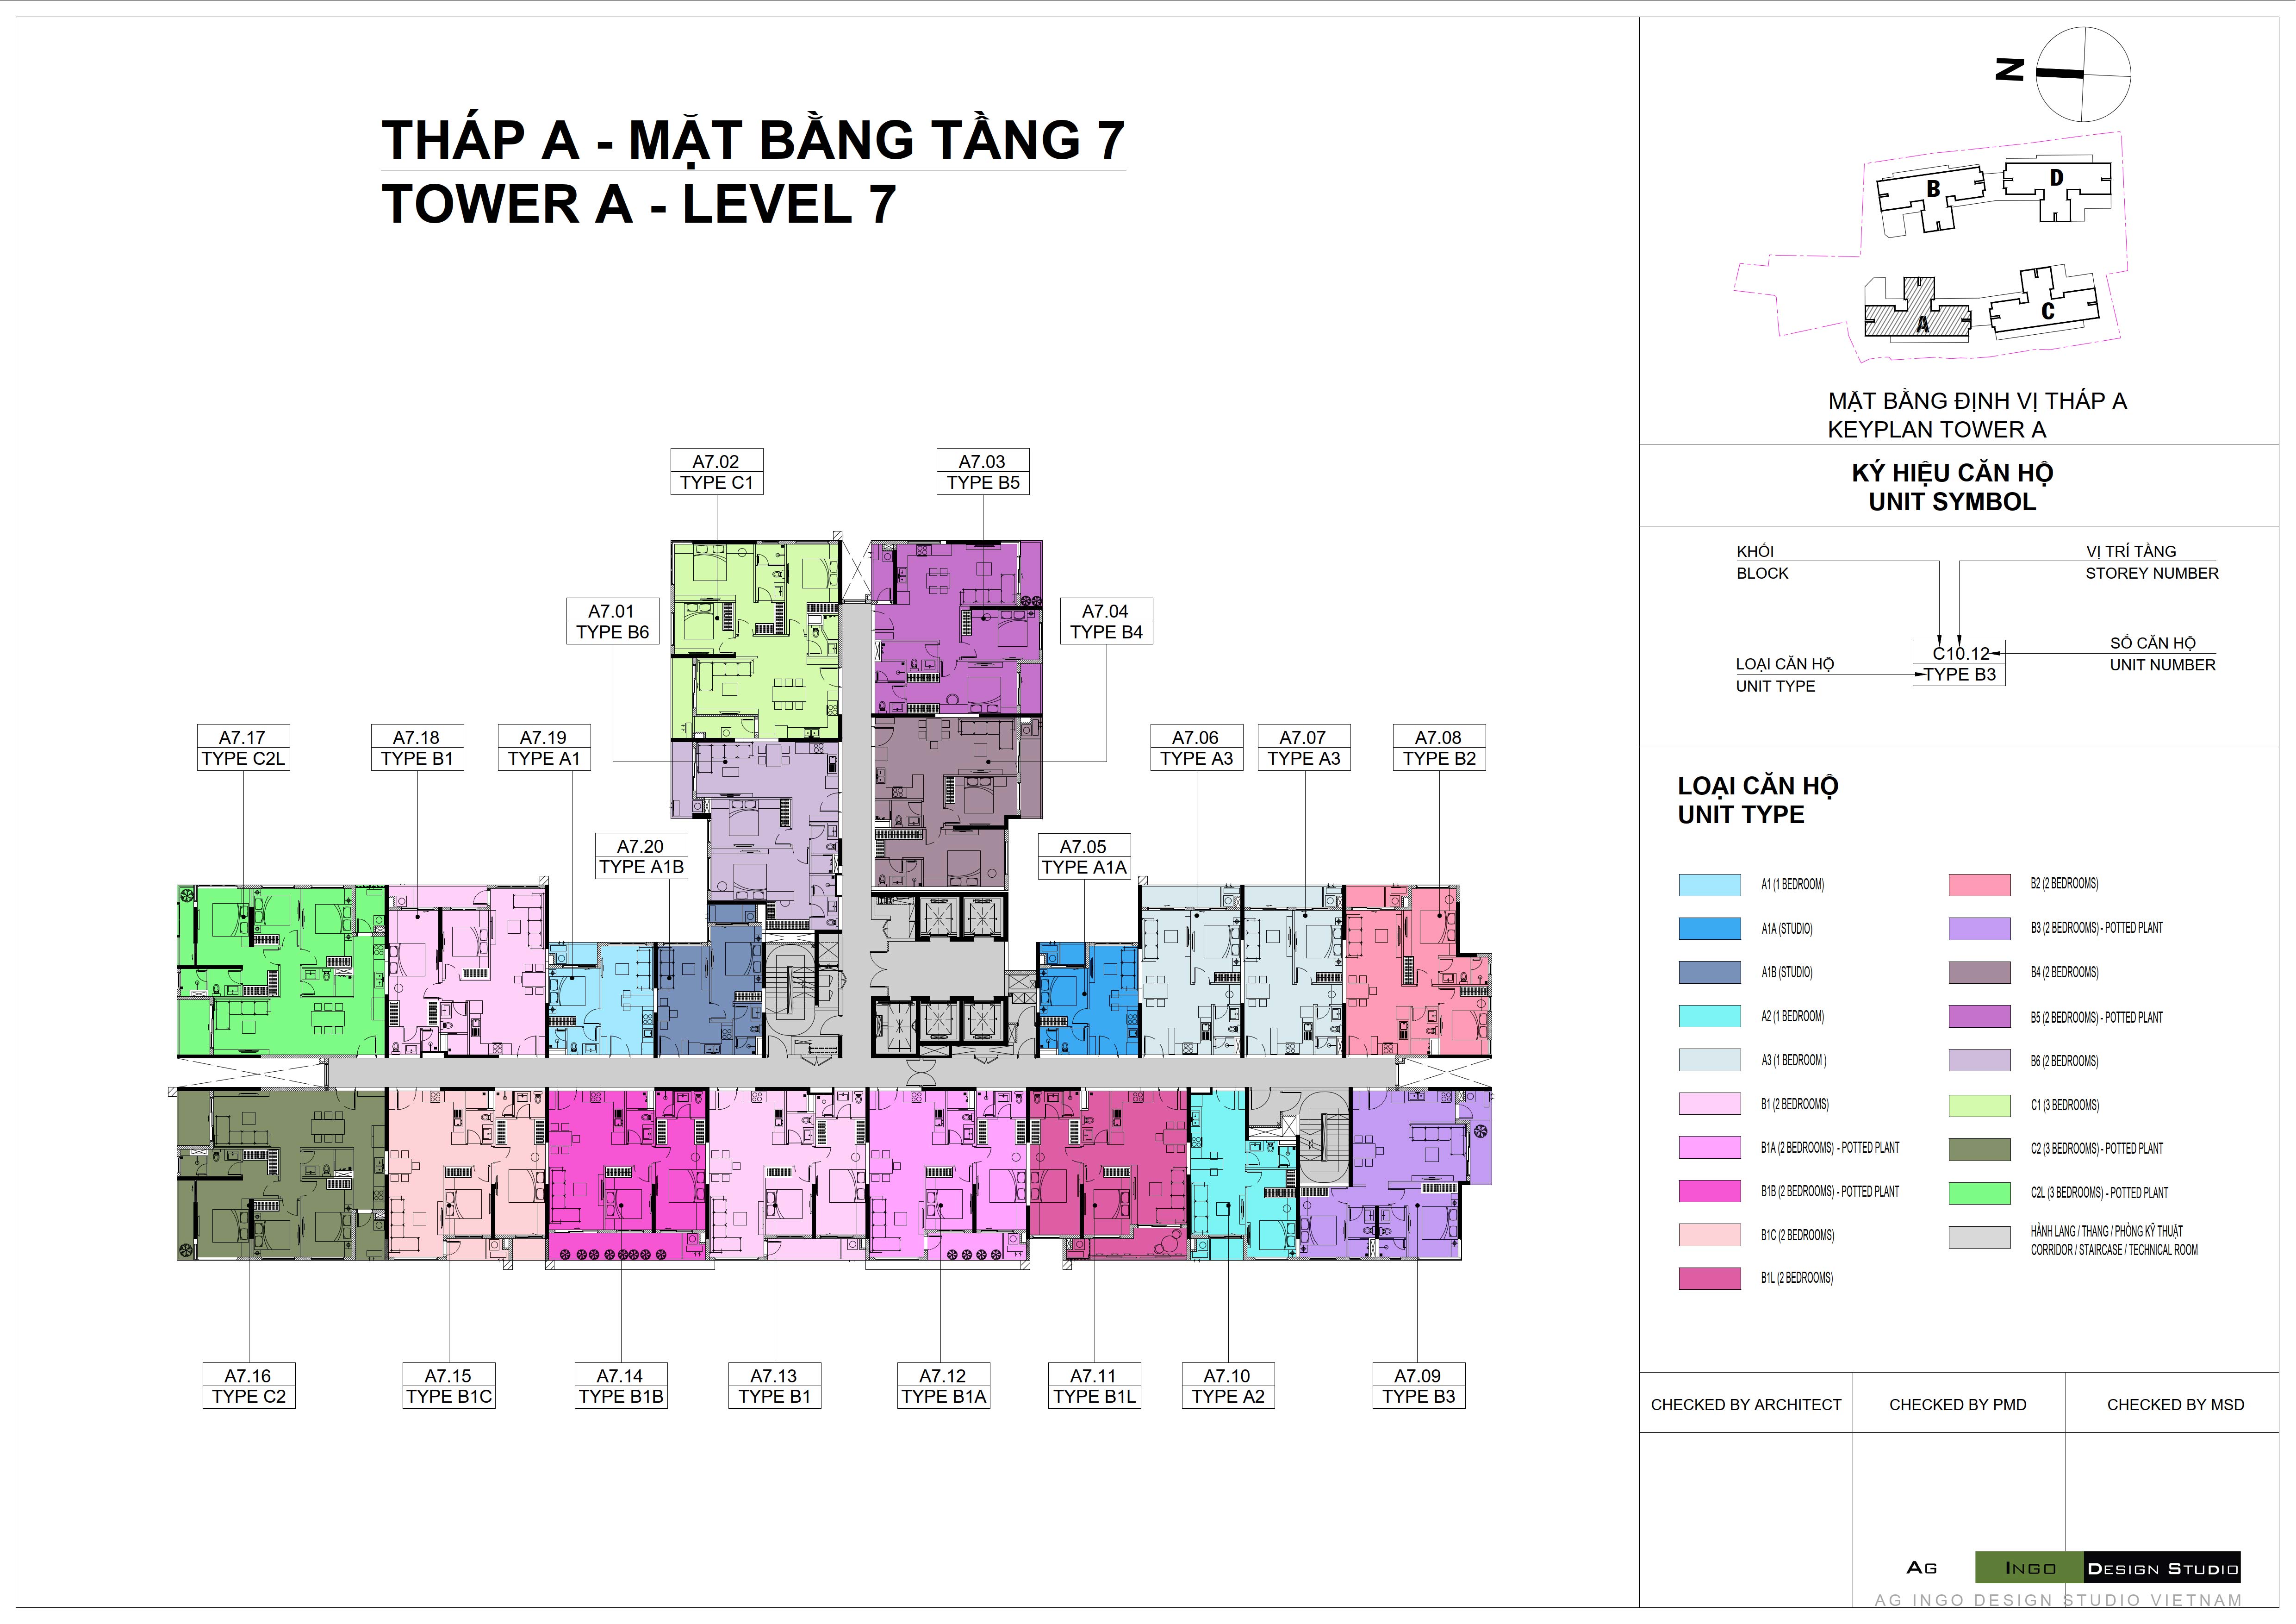 THÁP A - MẶT BẰNG TẦNG 7
TOWER A - LEVEL 7
N
B
D
A
C
MẶT BẰNG ĐỊNH VỊ THÁP A
KEYPLAN TOWER A
KÝ HIỆU CĂN HỘ
UNIT SYMBOL
KHỐI
BLOCK
VỊ TRÍ TẦNG
STOREY NUMBER
C10.12
TYPE B3
SỐ CĂN HỘ
UNIT NUMBER
LOẠI CĂN HỘ
UNIT TYPE
A7.02
TYPE C1
A7.03
TYPE B5
A7.01
TYPE B6
A7.04
TYPE B4
A7.17
TYPE C2L
A7.18
TYPE B1
A7.19
TYPE A1
A7.20
TYPE A1B
A7.05
TYPE A1A
A7.06
TYPE A3
A7.07
TYPE A3
A7.08
TYPE B2
A7.16
TYPE C2
A7.15
TYPE B1C
A7.14
TYPE B1B
A7.13
TYPE B1
A7.12
TYPE B1A
A7.11
TYPE B1L
A7.10
TYPE A2
A7.09
TYPE B3
LOẠI CĂN HỘ
UNIT TYPE
A1 (1 BEDROOM)
A1A (STUDIO)
A1B (STUDIO)
A2 (1 BEDROOM)
A3 (1 BEDROOM )
B1 (2 BEDROOMS)
B1A (2 BEDROOMS) - POTTED PLANT
B1B (2 BEDROOMS) - POTTED PLANT
B1C (2 BEDROOMS)
B1L (2 BEDROOMS)
B2 (2 BEDROOMS)
B3 (2 BEDROOMS) - POTTED PLANT
B4 (2 BEDROOMS)
B5 (2 BEDROOMS) - POTTED PLANT
B6 (2 BEDROOMS)
C1 (3 BEDROOMS)
C2 (3 BEDROOMS) - POTTED PLANT
C2L (3 BEDROOMS) - POTTED PLANT
HÀNH LANG / THANG / PHÒNG KỸ THUẬT
CORRIDOR / STAIRCASE / TECHNICAL ROOM
CHECKED BY ARCHITECT
CHECKED BY PMD
CHECKED BY MSD
AG INGO DESIGN STUDIO
AG INGO DESIGN STUDIO VIETNAM